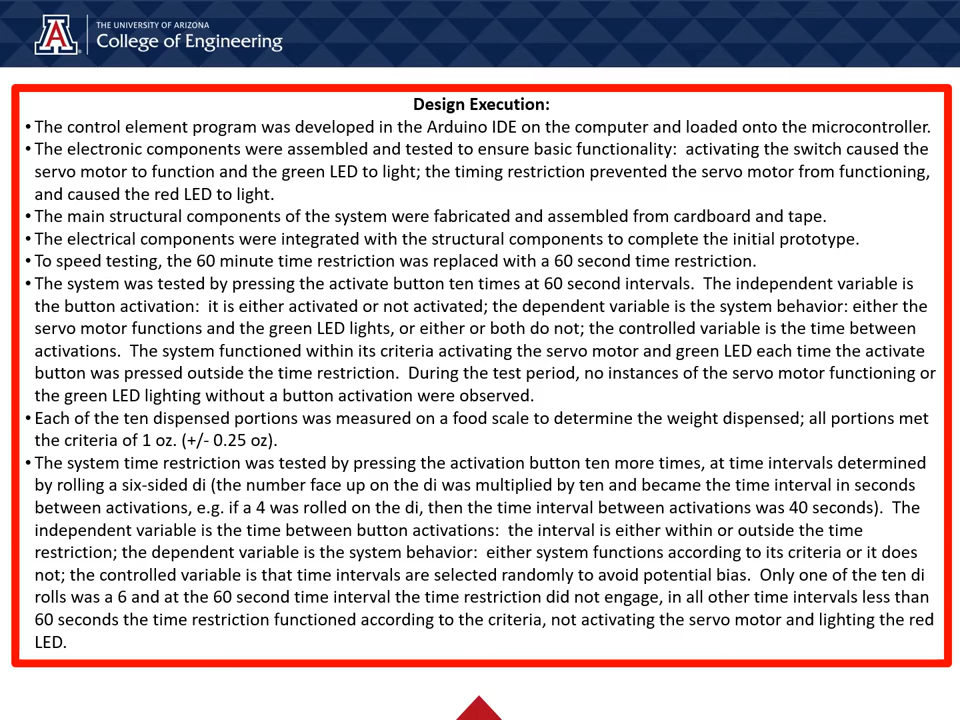 THE UNIVERSITY OF ARIZONA
College of Engineering
Design Execution:
• The control element program was developed in the Arduino IDE on the computer and loaded onto the microcontroller.
• The electronic components were assembled and tested to ensure basic functionality:  activating the switch caused the
servo motor to function and the green LED to light; the timing restriction prevented the servo motor from functioning,
and caused the red LED to light.
• The main structural components of the system were fabricated and assembled from cardboard and tape.
• The electrical components were integrated with the structural components to complete the initial prototype.
• To speed testing, the 60 minute time restriction was replaced with a 60 second time restriction.
• The system was tested by pressing the activate button ten times at 60 second intervals.  The independent variable is
the button activation:  it is either activated or not activated; the dependent variable is the system behavior: either the
servo motor functions and the green LED lights, or either or both do not; the controlled variable is the time between
activations.  The system functioned within its criteria activating the servo motor and green LED each time the activate
button was pressed outside the time restriction.  During the test period, no instances of the servo motor functioning or
the green LED lighting without a button activation were observed.
• Each of the ten dispensed portions was measured on a food scale to determine the weight dispensed; all portions met
the criteria of 1 oz. (+/- 0.25 oz).
• The system time restriction was tested by pressing the activation button ten more times, at time intervals determined
by rolling a six-sided di (the number face up on the di was multiplied by ten and became the time interval in seconds
between activations, e.g. if a 4 was rolled on the di, then the time interval between activations was 40 seconds).  The
independent variable is the time between button activations:  the interval is either within or outside the time
restriction; the dependent variable is the system behavior:  either system functions according to its criteria or it does
not; the controlled variable is that time intervals are selected randomly to avoid potential bias.  Only one of the ten di
rolls was a 6 and at the 60 second time interval the time restriction did not engage, in all other time intervals less than
60 seconds the time restriction functioned according to the criteria, not activating the servo motor and lighting the red
LED.